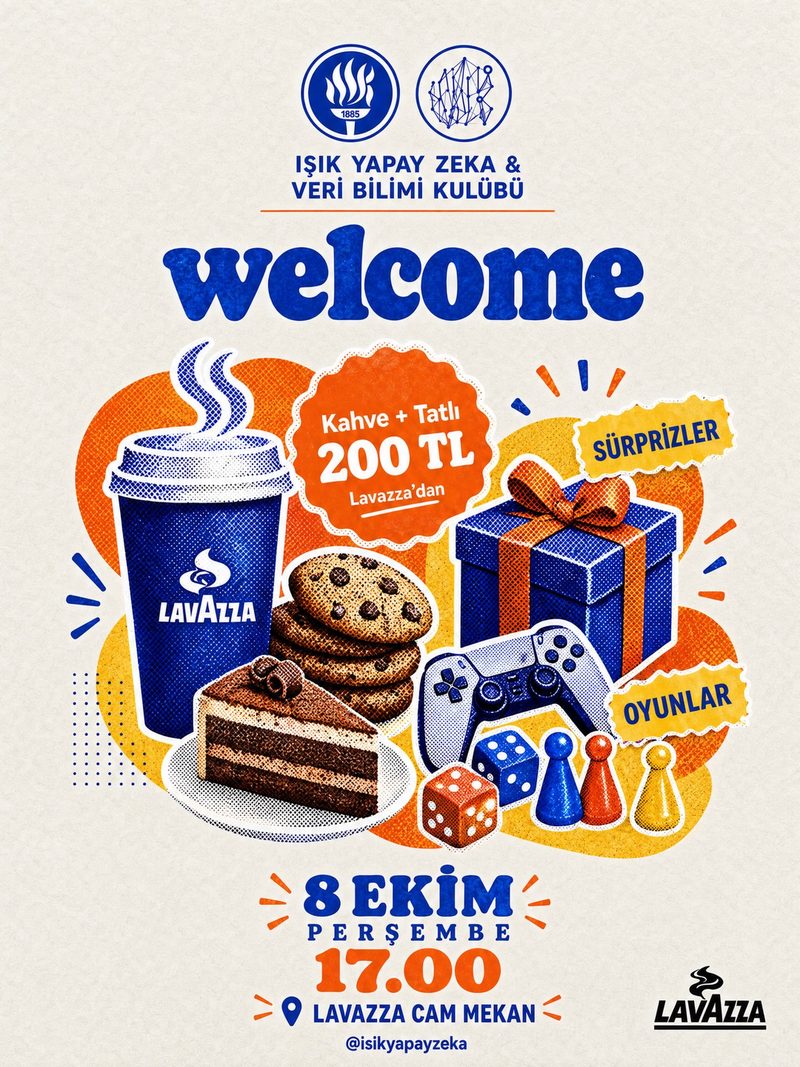 1885
IŞIK YAPAY ZEKA &
VERİ BİLİMİ KULÜBÜ
welcome
Kahve + Tatlı
200 TL
Lavazza'dan
SÜRPRİZLER
LAVAZZA
OYUNLAR
8 EKİM
PERŞEMBE
17.00
LAVAZZA CAM MEKAN
@isikyapayzeka
LAVAZZA